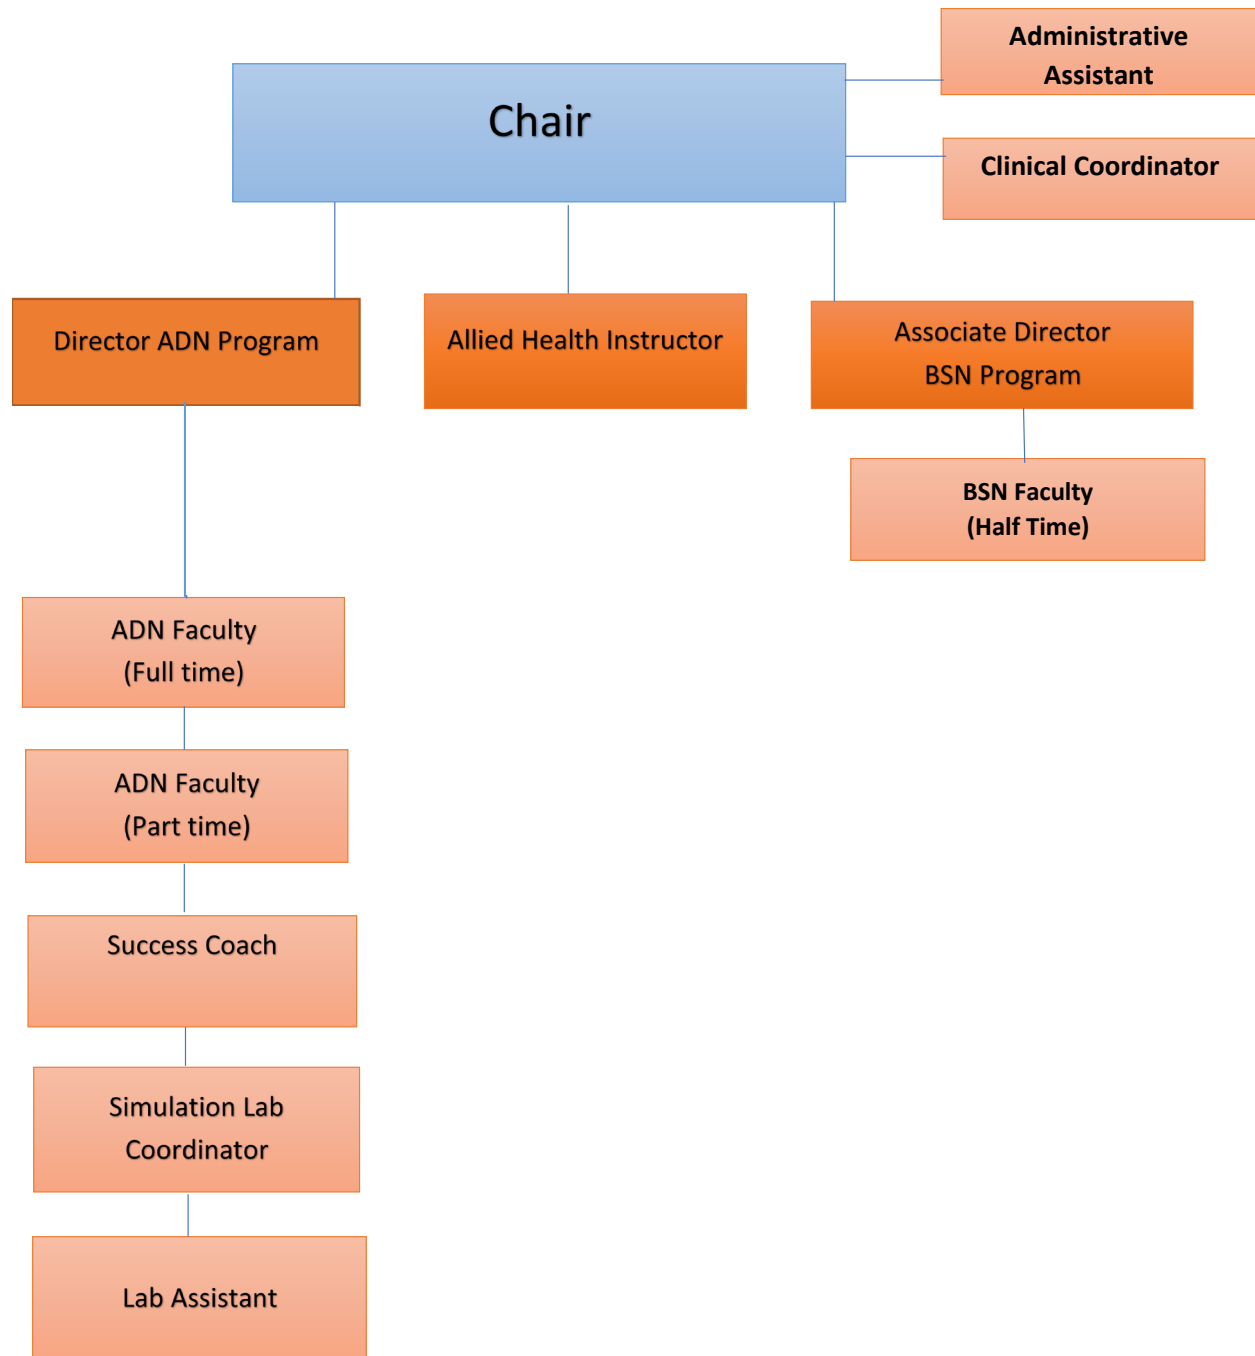 Administrative
Assistant
Chair
Clinical Coordinator
Director ADN Program
Allied Health Instructor
Associate Director
BSN Program
BSN Faculty
(Half Time)
ADN Faculty
(Full time)
ADN Faculty
(Part time)
Success Coach
Simulation Lab
Coordinator
Lab Assistant